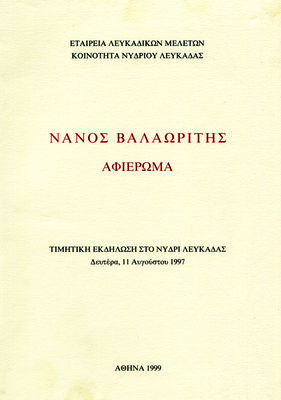 ΕΤΑΙΡΕΙΑ ΛΕΥΚΑΔΙΚΩΝ ΜΕΛΕΤΩΝ
ΚΟΙΝΟΤΗΤΑ ΝΥΔΡΙΟΥ ΛΕΥΚΑΔΑΣ
ΝΑΝΟΣ ΒΑΛΑΩΡΙΤΗΣ
ΑΦΙΕΡΩΜΑ
ΤΙΜΗΤΙΚΗ ΕΚΔΗΛΩΣΗ ΣΤΟ ΝΥΔΡΙ ΛΕΥΚΑΔΑΣ
Δευτέρα, 11 Αυγούστου 1997
ΑΘΗΝΑ 1999